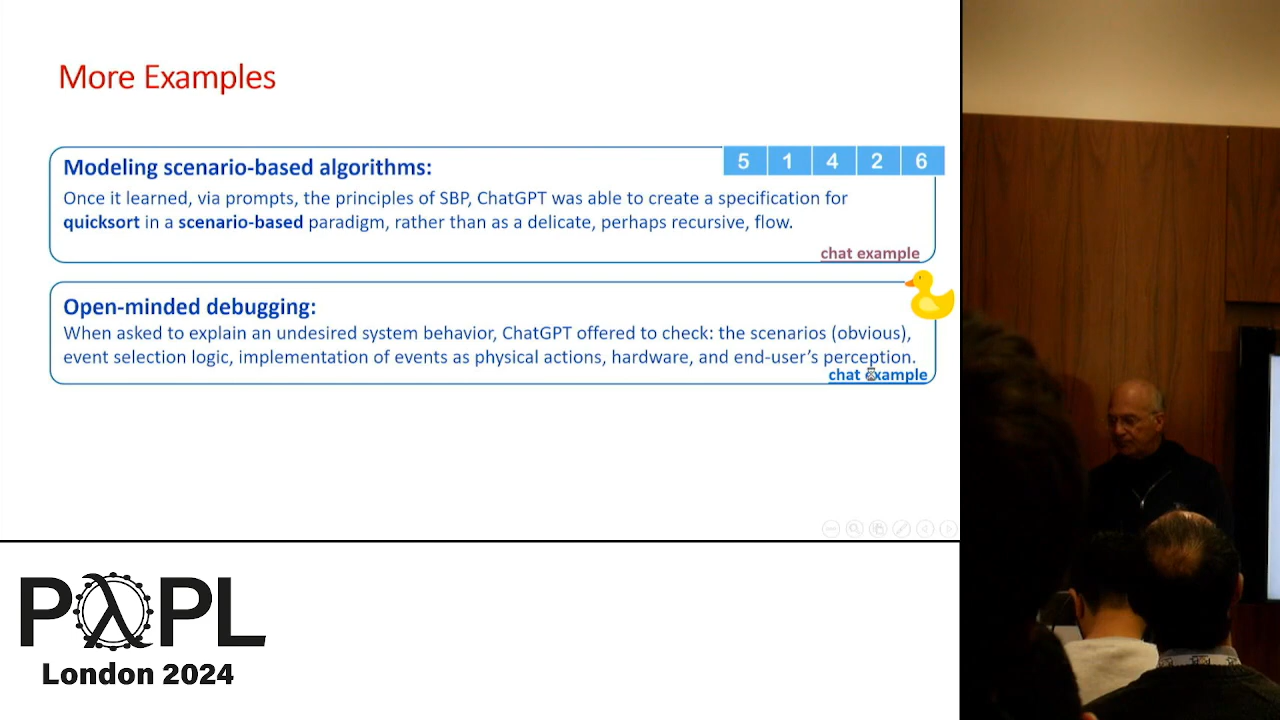 More Examples
Modeling scenario-based algorithms:
5 1 4 2 6
Once it learned, via prompts, the principles of SBP, ChatGPT was able to create a specification for
quicksort in a scenario-based paradigm, rather than as a delicate, perhaps recursive, flow.
chat example
Open-minded debugging:
When asked to explain an undesired system behavior, ChatGPT offered to check: the scenarios (obvious),
event selection logic, implementation of events as physical actions, hardware, and end-user's perception.
chat example
PλPL
London 2024